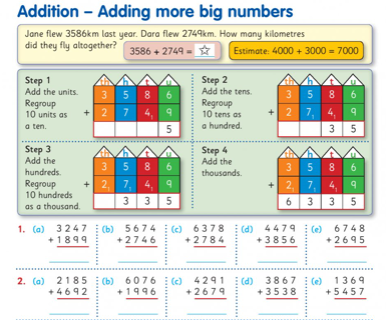 Addition – Adding more big numbers
Jane flew 3586km last year. Dara flew 2749km. How many kilometres
did they fly altogether?
3586 + 2749 = ☆
Estimate: 4000 + 3000 = 7000
Step 1
Add the units.
Regroup
10 units as
a ten.
th h t u
3 5 8 6
+ 2 7 4₁ 9
5
Step 2
Add the tens.
Regroup
10 tens as
a hundred.
th h t u
3 5 8 6
+ 2 7₁ 4₁ 9
3 5
Step 3
Add the
hundreds.
Regroup
10 hundreds
as a thousand.
th h t u
3 5 8 6
+ 2₁ 7₁ 4₁ 9
3 3 5
Step 4
Add the
thousands.
th h t u
3 5 8 6
+ 2₁ 7₁ 4₁ 9
6 3 3 5
1. (a) 3247 (b) 5674 (c) 6378 (d) 4479 (e) 6748
+1899 +2746 +2784 +3856 +2695
2. (a) 2185 (b) 6076 (c) 4291 (d) 3867 (e) 1369
+4692 +1996 +2679 +3538 +5457